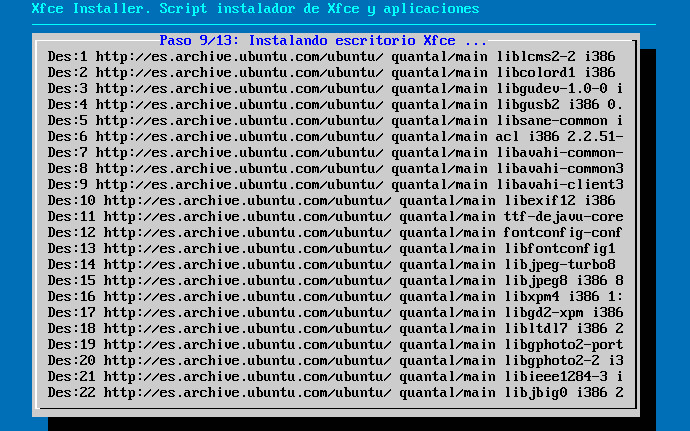 Xfce Installer. Script instalador de Xfce y aplicaciones
Paso 9/13: Instalando escritorio Xfce ...
Des:1 http://es.archive.ubuntu.com/ubuntu/ quantal/main liblcms2-2 i386
Des:2 http://es.archive.ubuntu.com/ubuntu/ quantal/main libcolord1 i386
Des:3 http://es.archive.ubuntu.com/ubuntu/ quantal/main libgudev-1.0-0 i
Des:4 http://es.archive.ubuntu.com/ubuntu/ quantal/main libgusb2 i386 0.
Des:5 http://es.archive.ubuntu.com/ubuntu/ quantal/main libsane-common i
Des:6 http://es.archive.ubuntu.com/ubuntu/ quantal/main acl i386 2.2.51-
Des:7 http://es.archive.ubuntu.com/ubuntu/ quantal/main libavahi-common-
Des:8 http://es.archive.ubuntu.com/ubuntu/ quantal/main libavahi-common3
Des:9 http://es.archive.ubuntu.com/ubuntu/ quantal/main libavahi-client3
Des:10 http://es.archive.ubuntu.com/ubuntu/ quantal/main libexif12 i386
Des:11 http://es.archive.ubuntu.com/ubuntu/ quantal/main ttf-dejavu-core
Des:12 http://es.archive.ubuntu.com/ubuntu/ quantal/main fontconfig-conf
Des:13 http://es.archive.ubuntu.com/ubuntu/ quantal/main libfontconfig1
Des:14 http://es.archive.ubuntu.com/ubuntu/ quantal/main libjpeg-turbo8
Des:15 http://es.archive.ubuntu.com/ubuntu/ quantal/main libjpeg8 i386 8
Des:16 http://es.archive.ubuntu.com/ubuntu/ quantal/main libxpm4 i386 1:
Des:17 http://es.archive.ubuntu.com/ubuntu/ quantal/main libgd2-xpm i386
Des:18 http://es.archive.ubuntu.com/ubuntu/ quantal/main libltdl7 i386 2
Des:19 http://es.archive.ubuntu.com/ubuntu/ quantal/main libgphoto2-port
Des:20 http://es.archive.ubuntu.com/ubuntu/ quantal/main libgphoto2-2 i3
Des:21 http://es.archive.ubuntu.com/ubuntu/ quantal/main libieee1284-3 i
Des:22 http://es.archive.ubuntu.com/ubuntu/ quantal/main libjbig0 i386 2